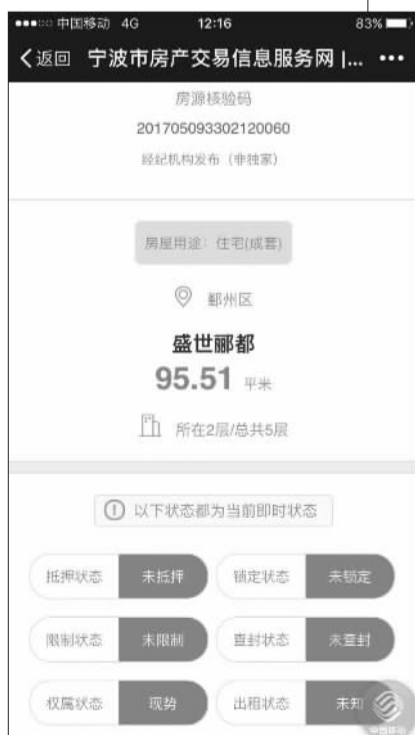 中国移动 4G 12:16 83%
返回 宁波市房产交易信息服务网 |... •••
房源核验码
201705093302120060
经纪机构发布（非独家）
房屋用途：住宅(成套)
鄞州区
盛世郦都
95.51 平米
所在2层/总共5层
以下状态都为当前即时状态
抵押状态 未抵押 锁定状态 未锁定
限制状态 未限制 查封状态 未查封
权属状态 现势 出租状态 未知
中国移动